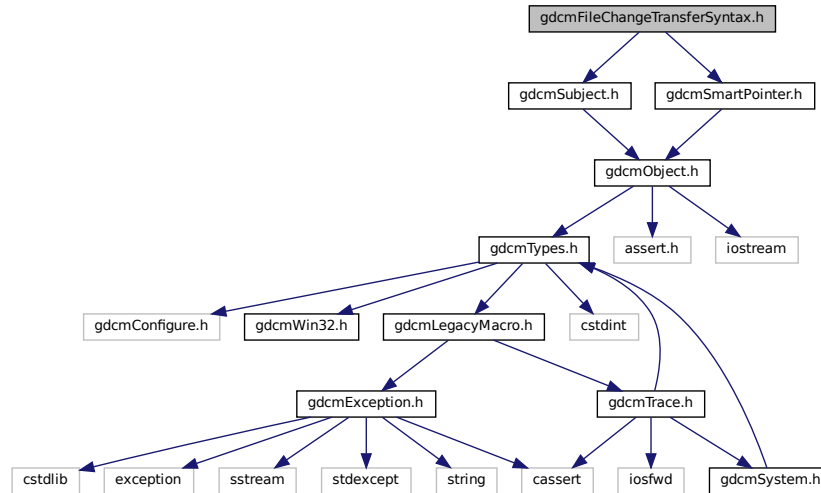 gdcmFileChangeTransferSyntax.h
gdcmSubject.h
gdcmSmartPointer.h
gdcmObject.h
gdcmTypes.h
assert.h
iostream
gdcmConfigure.h
gdcmWin32.h
gdcmLegacyMacro.h
cstdint
gdcmException.h
gdcmTrace.h
cstdlib
exception
sstream
stdexcept
string
cassert
iosfwd
gdcmSystem.h